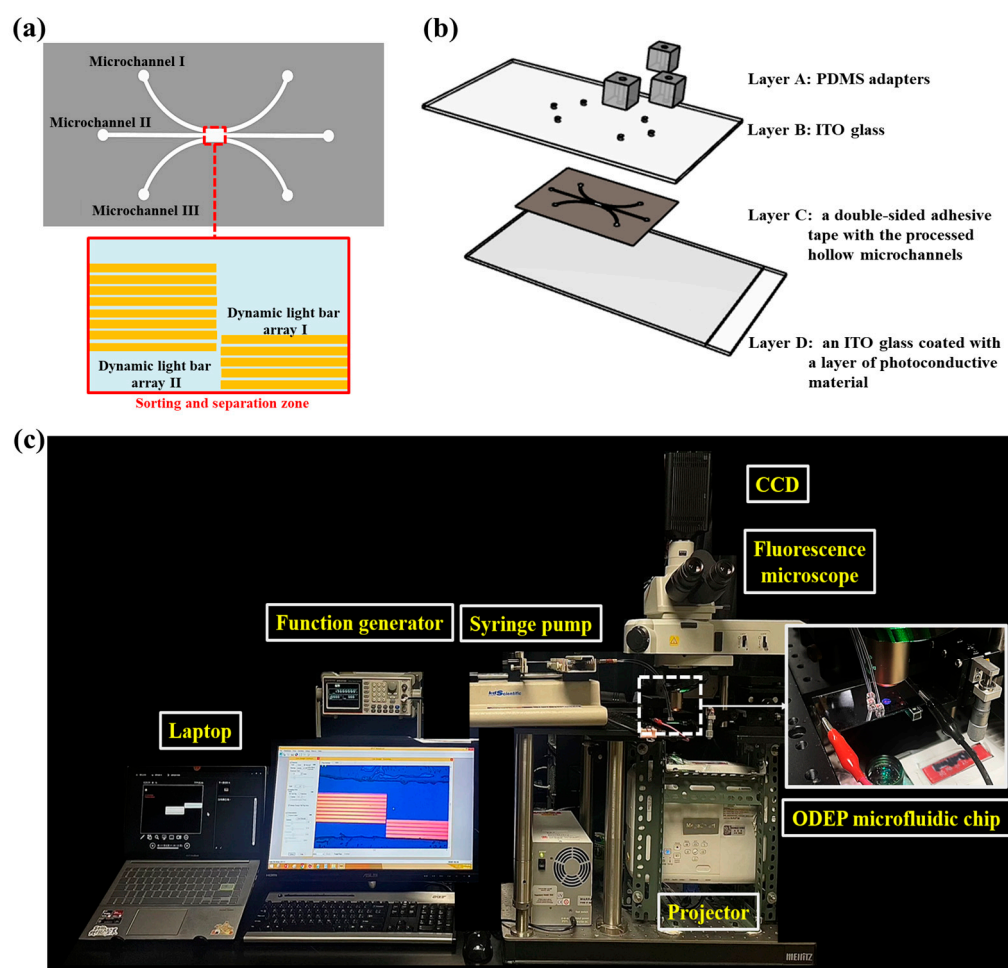 (a)
Microchannel I
Microchannel II
Microchannel III
Dynamic light bar
array I
Dynamic light bar
array II
Sorting and separation zone
(b)
Layer A: PDMS adapters
Layer B: ITO glass
Layer C: a double-sided adhesive
tape with the processed
hollow microchannels
Layer D: an ITO glass coated with
a layer of photoconductive
material
(c)
CCD
Fluorescence
microscope
Function generator
Syringe pump
Laptop
kdScientific
ODEP microfluidic chip
Projector